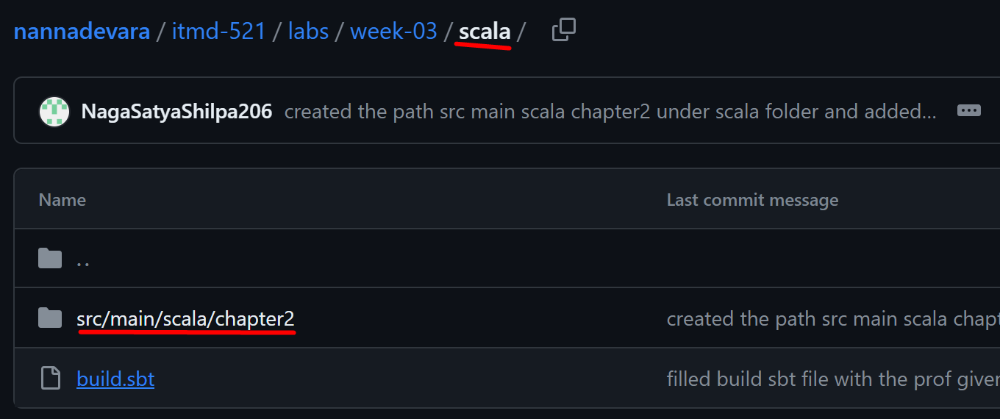 nannadevara / itmd-521 / labs / week-03 / scala /
NagaSatyaShilpa206 created the path src main scala chapter2 under scala folder and added...
Name Last commit message
..
src/main/scala/chapter2 created the path src main scala chapt
build.sbt filled build sbt file with the prof given